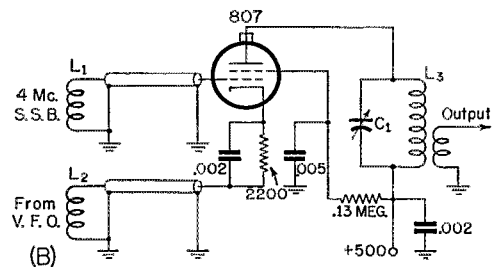 807
L1
L3
4 Mc.
S.S.B.
C1
Output
.002
.005
L2
2200
.13 MEG.
From
V.F.O.
.002
(B)
+500